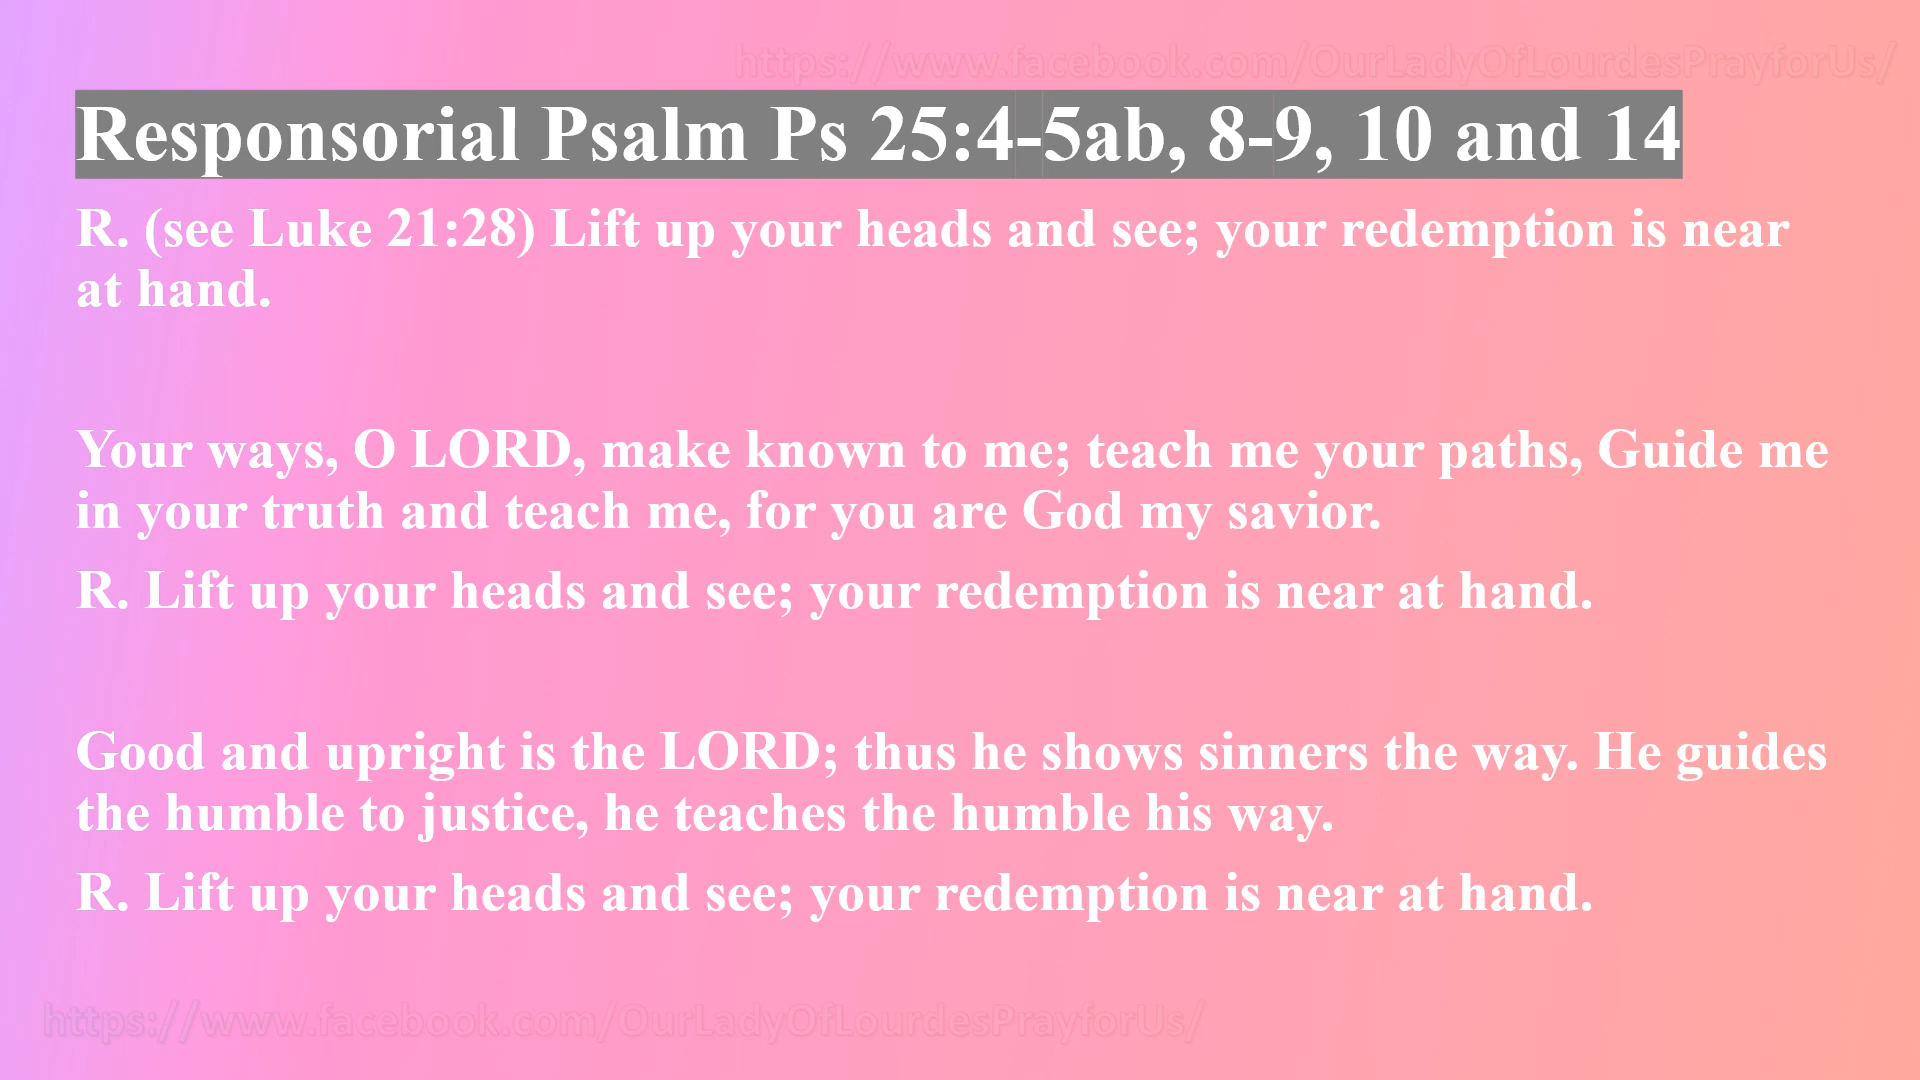 https://www.facebook.com/OurLadyOfLourdesPrayforUs/
Responsorial Psalm Ps 25:4-5ab, 8-9, 10 and 14
R. (see Luke 21:28) Lift up your heads and see; your redemption is near
at hand.
Your ways, O LORD, make known to me; teach me your paths, Guide me
in your truth and teach me, for you are God my savior.
R. Lift up your heads and see; your redemption is near at hand.
Good and upright is the LORD; thus he shows sinners the way. He guides
the humble to justice, he teaches the humble his way.
R. Lift up your heads and see; your redemption is near at hand.
https://www.facebook.com/OurLadyOfLourdesPrayforUs/